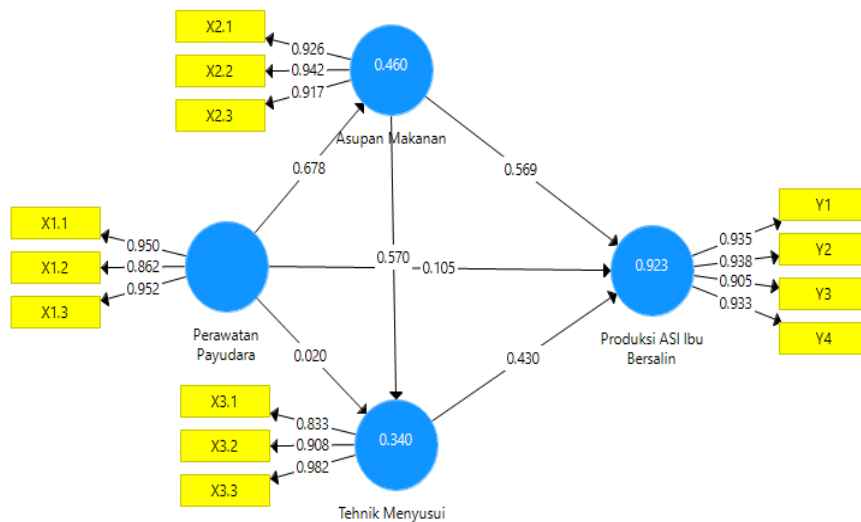 X2.1
0.926
X2.2
0.942
X2.3
0.917
0.460
Asupan Makanan
0.678
0.569
X1.1
0.950
X1.2
0.862
X1.3
0.952
Perawatan
Payudara
0.570
0.105
0.923
Produksi ASI Ibu
Bersalin
Y1
0.935
Y2
0.938
Y3
0.905
Y4
0.933
0.020
0.430
X3.1
0.833
X3.2
0.908
X3.3
0.982
0.340
Tehnik Menyusui